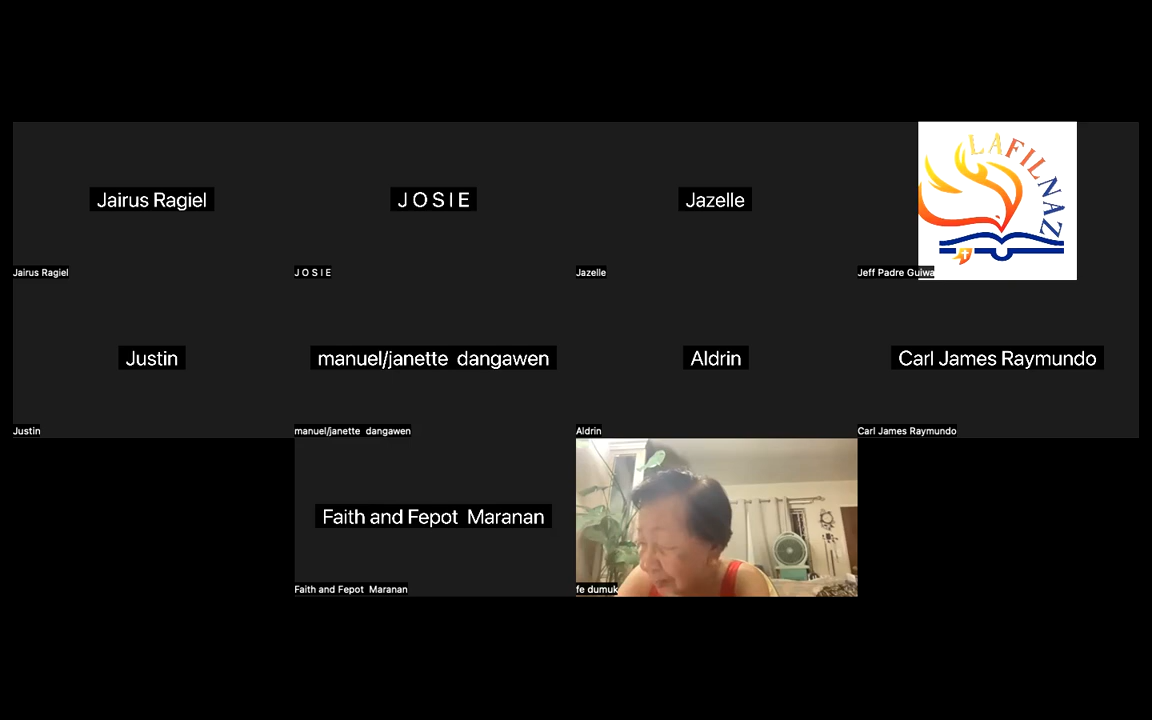 Jairus Ragiel
J O S I E
Jazelle
LAFILNAZ
Jairus Ragiel
J O S I E
Jazelle
Jeff Padre Guiwa
Justin
manuel/janette dangawen
Aldrin
Carl James Raymundo
Justin
manuel/janette dangawen
Aldrin
Carl James Raymundo
Faith and Fepot Maranan
Faith and Fepot Maranan
fe dumuk